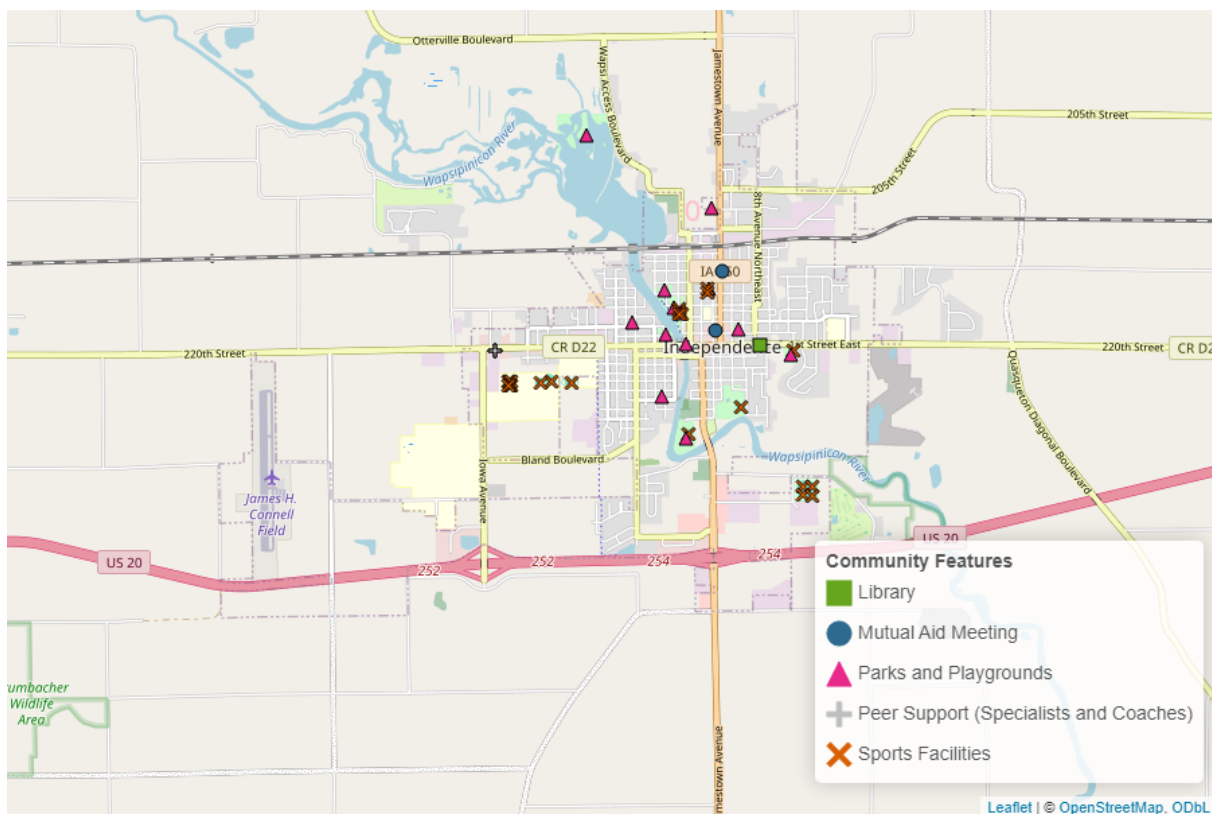 Otterville Boulevard
Wapsi Access Boulevard
Jamestown Avenue
205th Street
Wapsipinicon River
205th Street
8th Avenue Northeast
220th Street
CR D22
Independence
1st Street East
220th Street
CR D2
Quasqueton Diagonal Boulevard
Iowa Avenue
Bland Boulevard
Wapsipinicon River
James H.
Connell
Field
US 20
US 20
252
252
254
254
Community Features
Library
Mutual Aid Meeting
Parks and Playgrounds
Peer Support (Specialists and Coaches)
Sports Facilities
rumbacher
Wildlife
Area
mestown Avenue
Leaflet | © OpenStreetMap, ODbL